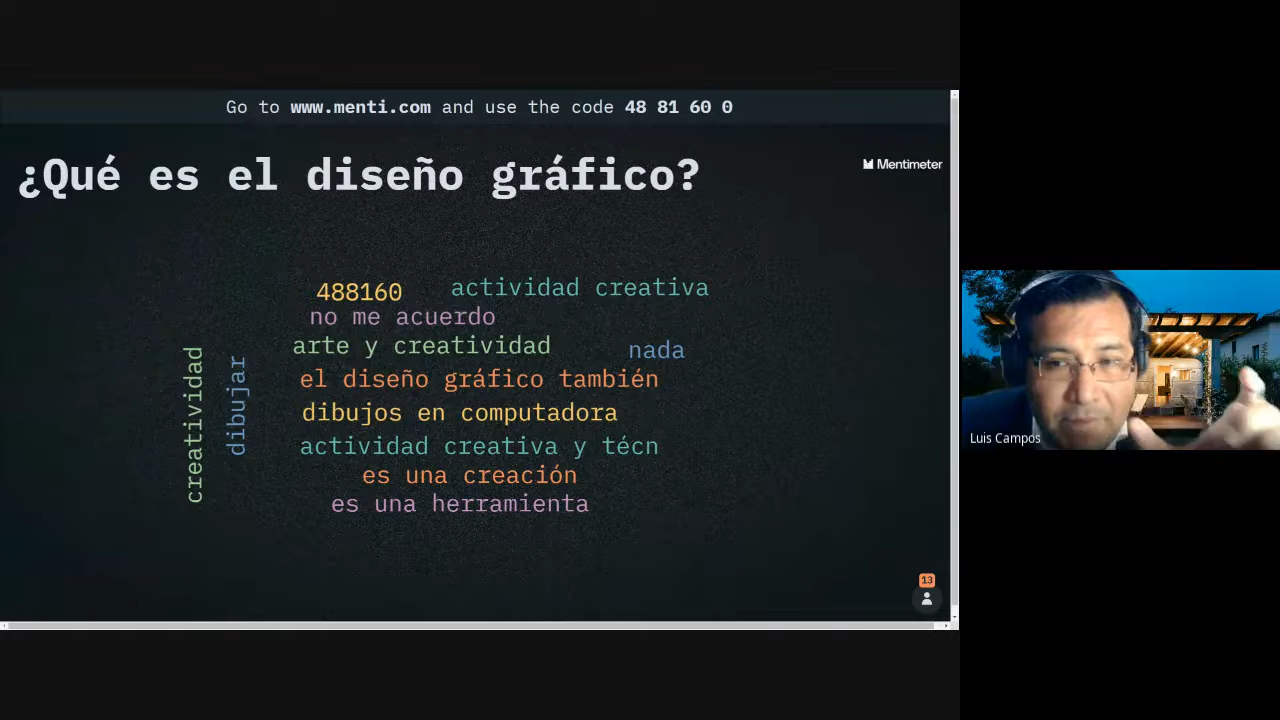 Go to www.menti.com and use the code 48 81 60 0
¿Qué es el diseño gráfico?
Mentimeter
488160
actividad creativa
no me acuerdo
arte y creatividad
nada
el diseño gráfico también
dibujos en computadora
actividad creativa y técn
es una creación
es una herramienta
creatividad
dibujar
13
Luis Campos